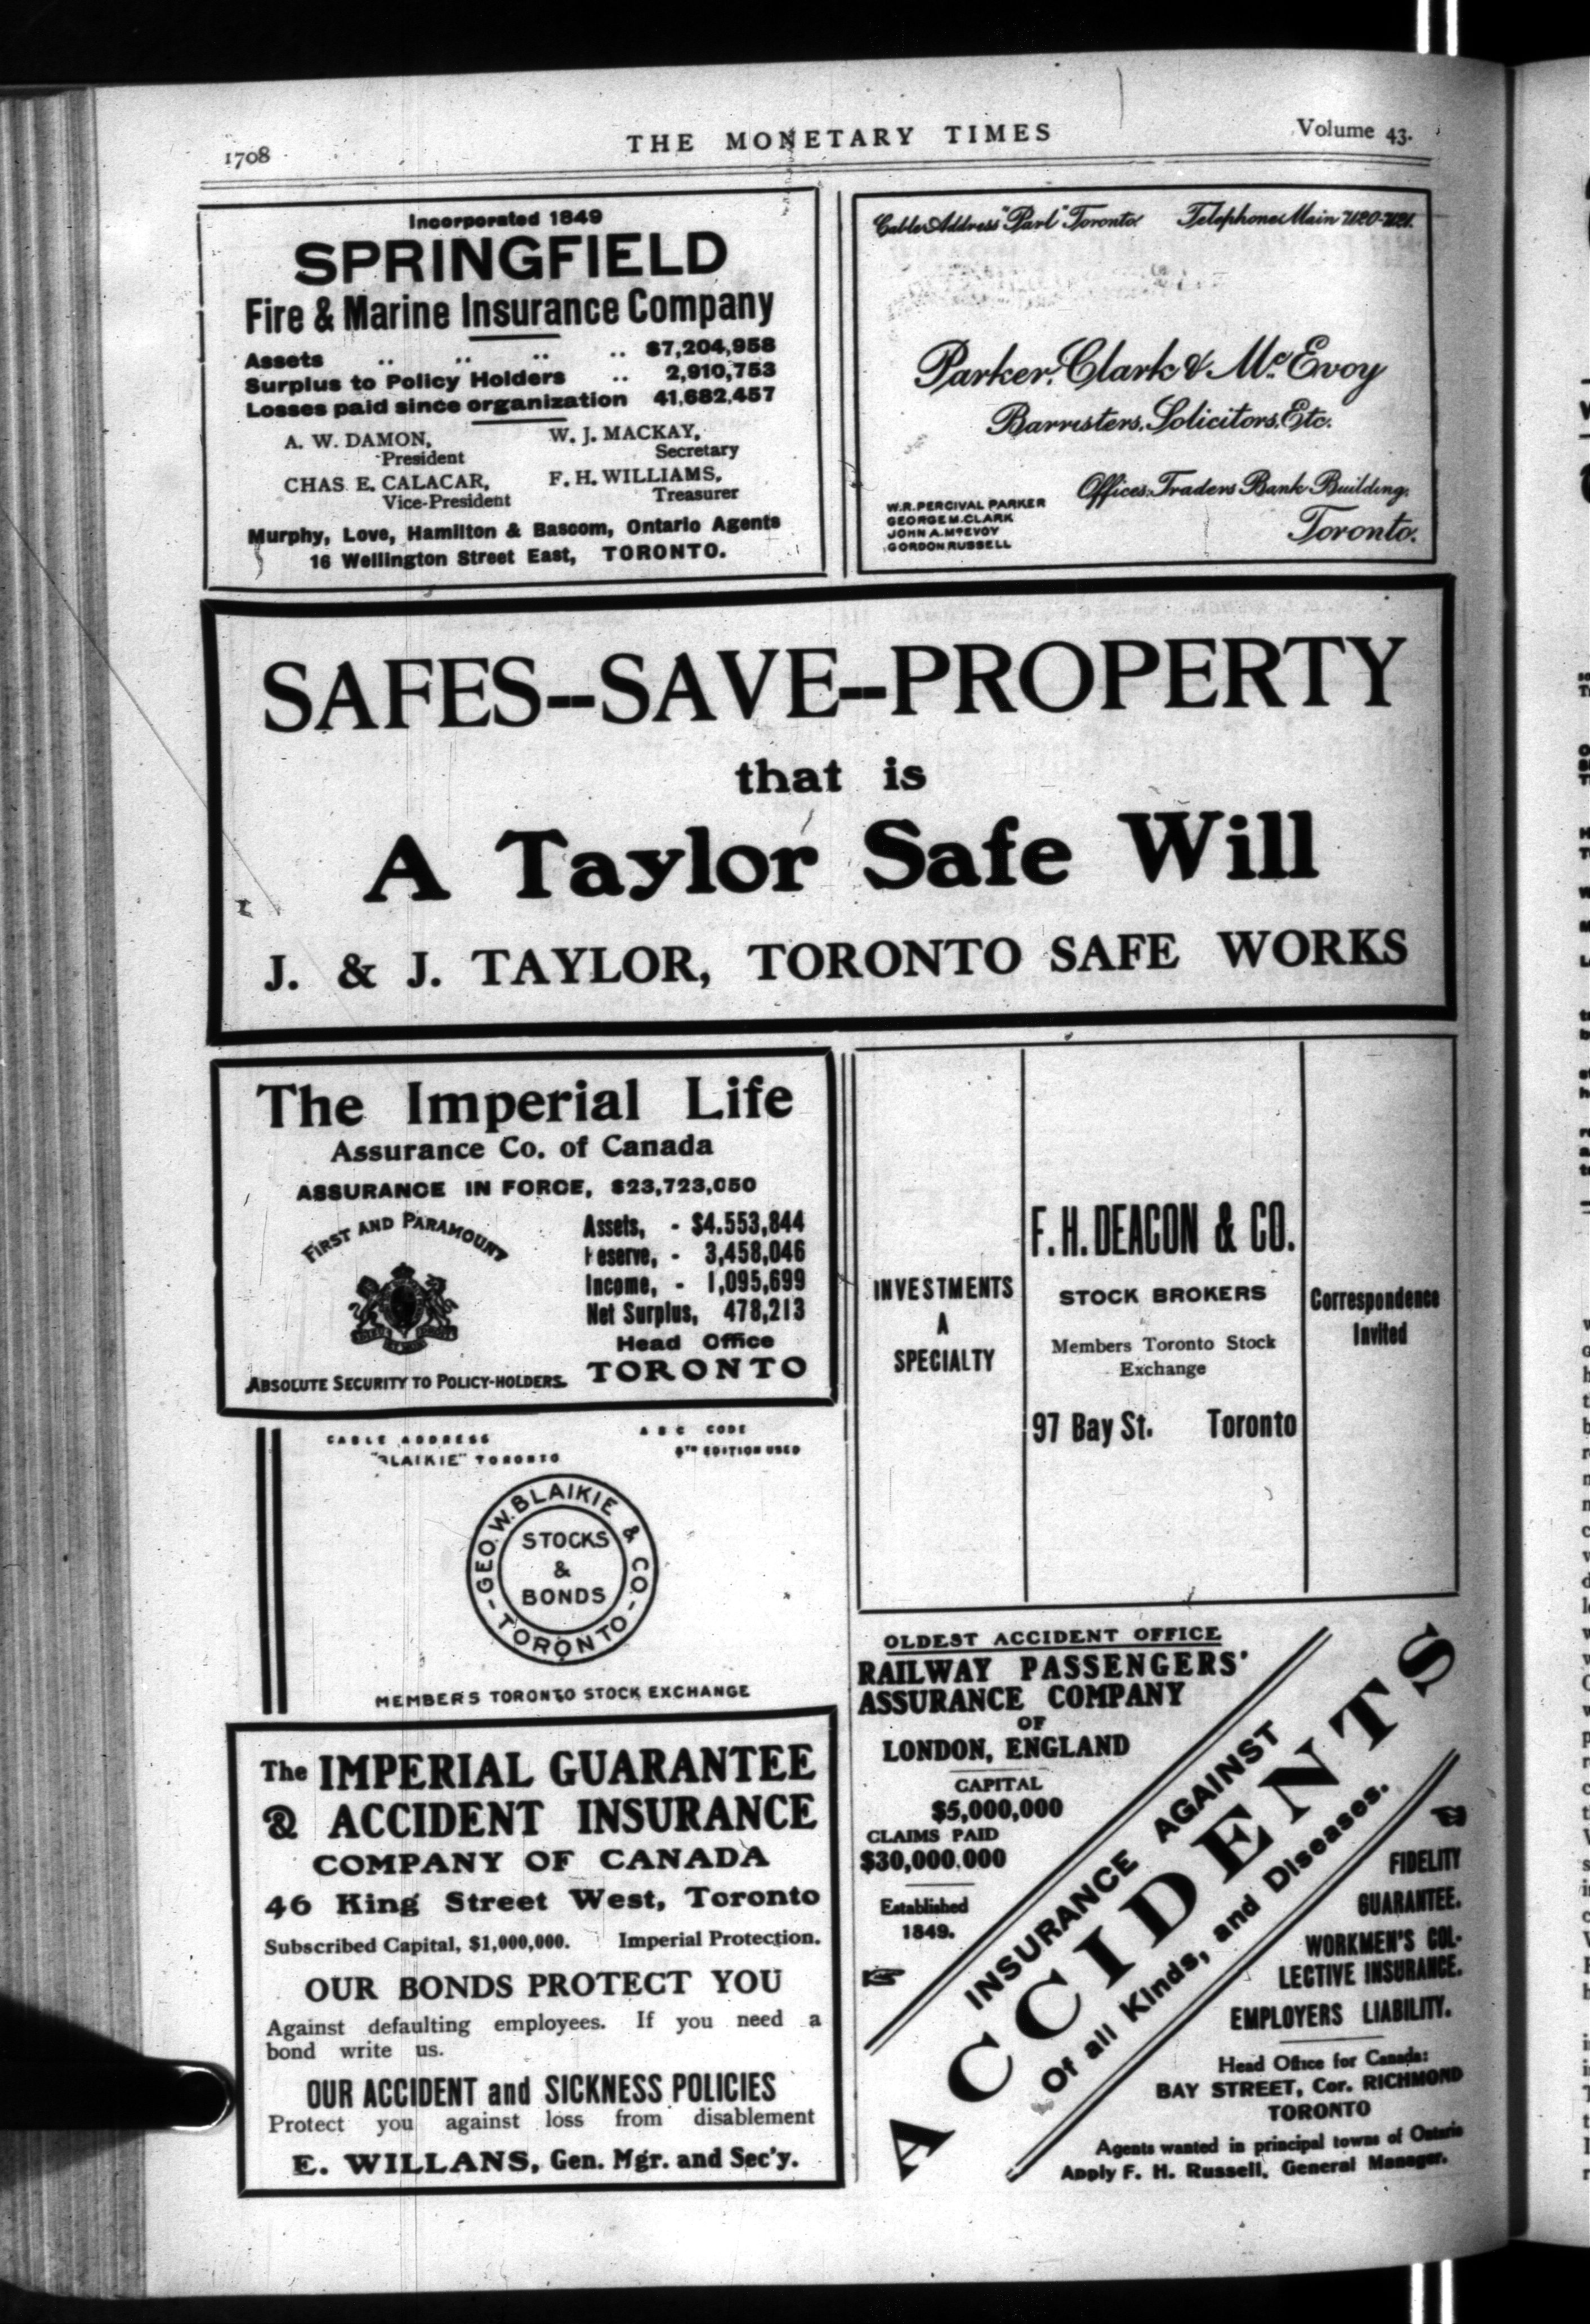 1708
THE MONETARY TIMES
Volume 43.
Incorporated 1849
SPRINGFIELD
Fire & Marine Insurance Company
Assets .. .. .. .. $7,204,958
Surplus to Policy Holders .. 2,910,753
Losses paid since organization 41,682,457
A. W. DAMON,
President
W. J. MACKAY,
Secretary
CHAS. E. CALACAR,
Vice-President
F. H. WILLIAMS,
Treasurer
Murphy, Love, Hamilton & Bascom, Ontario Agents
16 Wellington Street East, TORONTO.
Cable Address "Parl" Toronto. Telephones Main
Parker, Clark & McEvoy
Barristers, Solicitors, Etc.
W. R. PERCIVAL PARKER
GEORGE M. CLARK
JOHN A. McEVOY
GORDON RUSSELL
Offices: Traders Bank Building,
Toronto.
SAFES--SAVE--PROPERTY
that is
A Taylor Safe Will
J. & J. TAYLOR, TORONTO SAFE WORKS
The Imperial Life
Assurance Co. of Canada
ASSURANCE IN FORCE, $23,723,050
FIRST AND PARAMOUNT
ABSOLUTE SECURITY TO POLICY-HOLDERS.
Assets, - $4.553,844
Reserve, - 3,458,046
Income, - 1,095,699
Net Surplus, 478,213
Head Office
TORONTO
INVESTMENTS
A
SPECIALTY
F. H. DEACON & CO.
STOCK BROKERS
Members Toronto Stock
Exchange
97 Bay St. Toronto
Correspondence
Invited
CABLE ADDRESS
"BLAIKIE" TORONTO
A B C CODE
5TH EDITION USED
GEO. W. BLAIKIE & CO.
-TORONTO-
STOCKS
&
BONDS
MEMBERS TORONTO STOCK EXCHANGE
The IMPERIAL GUARANTEE
& ACCIDENT INSURANCE
COMPANY OF CANADA
46 King Street West, Toronto
Subscribed Capital, $1,000,000. Imperial Protection.
OUR BONDS PROTECT YOU
Against defaulting employees. If you need a
bond write us.
OUR ACCIDENT and SICKNESS POLICIES
Protect you against loss from disablement
E. WILLANS, Gen. Mgr. and Sec'y.
OLDEST ACCIDENT OFFICE
RAILWAY PASSENGERS'
ASSURANCE COMPANY
OF
LONDON, ENGLAND
CAPITAL
$5,000,000
CLAIMS PAID
$30,000.000
Established
1849.
INSURANCE AGAINST
ACCIDENTS
Of all Kinds, and Diseases.
FIDELITY
GUARANTEE.
WORKMEN'S COL-
LECTIVE INSURANCE.
EMPLOYERS LIABILITY.
Head Office for Canada:
BAY STREET, Cor. RICHMOND
TORONTO
Agents wanted in principal towns of Ontario
Apply F. H. Russell, General Manager.